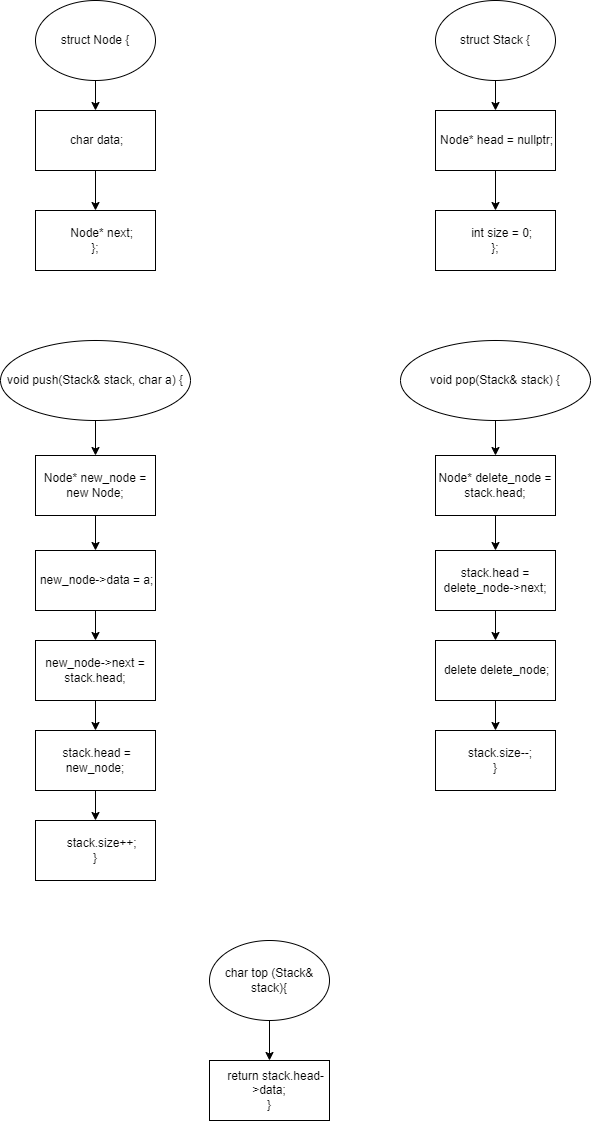 struct Node {
char data;
Node* next;
};
struct Stack {
Node* head = nullptr;
int size = 0;
};
void push(Stack& stack, char a) {
Node* new_node =
new Node;
new_node->data = a;
new_node->next =
stack.head;
stack.head =
new_node;
stack.size++;
}
void pop(Stack& stack) {
Node* delete_node =
stack.head;
stack.head =
delete_node->next;
delete delete_node;
stack.size--;
}
char top (Stack&
stack){
return stack.head-
>data;
}